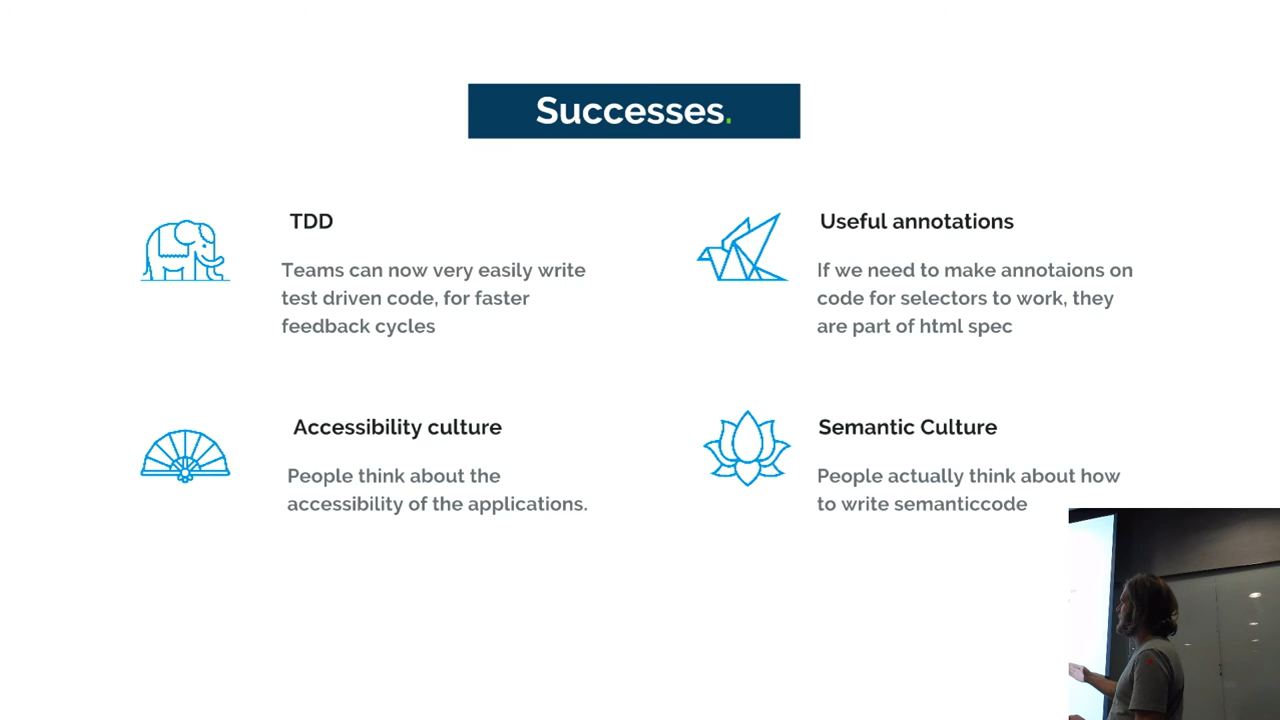 Successes.
TDD
Teams can now very easily write
test driven code, for faster
feedback cycles
Useful annotations
If we need to make annotaions on
code for selectors to work, they
are part of html spec
Accessibility culture
People think about the
accessibility of the applications.
Semantic Culture
People actually think about how
to write semanticcode